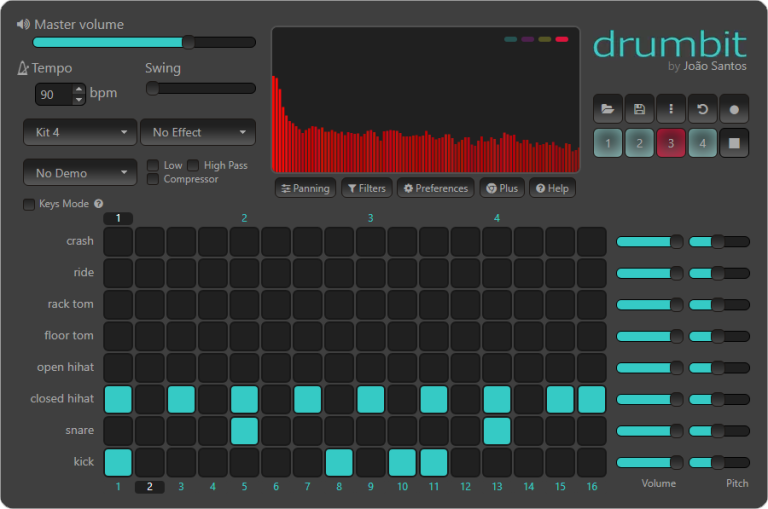 Master volume
drumbit
by João Santos
Tempo
Swing
90
bpm
Kit 4
No Effect
1 2 3 4
No Demo
Low High Pass
Compressor
Panning Filters Preferences Plus Help
Keys Mode
1 2 3 4
crash
ride
rack tom
floor tom
open hihat
closed hihat
snare
kick
1 2 3 4 5 6 7 8 9 10 11 12 13 14 15 16
Volume Pitch